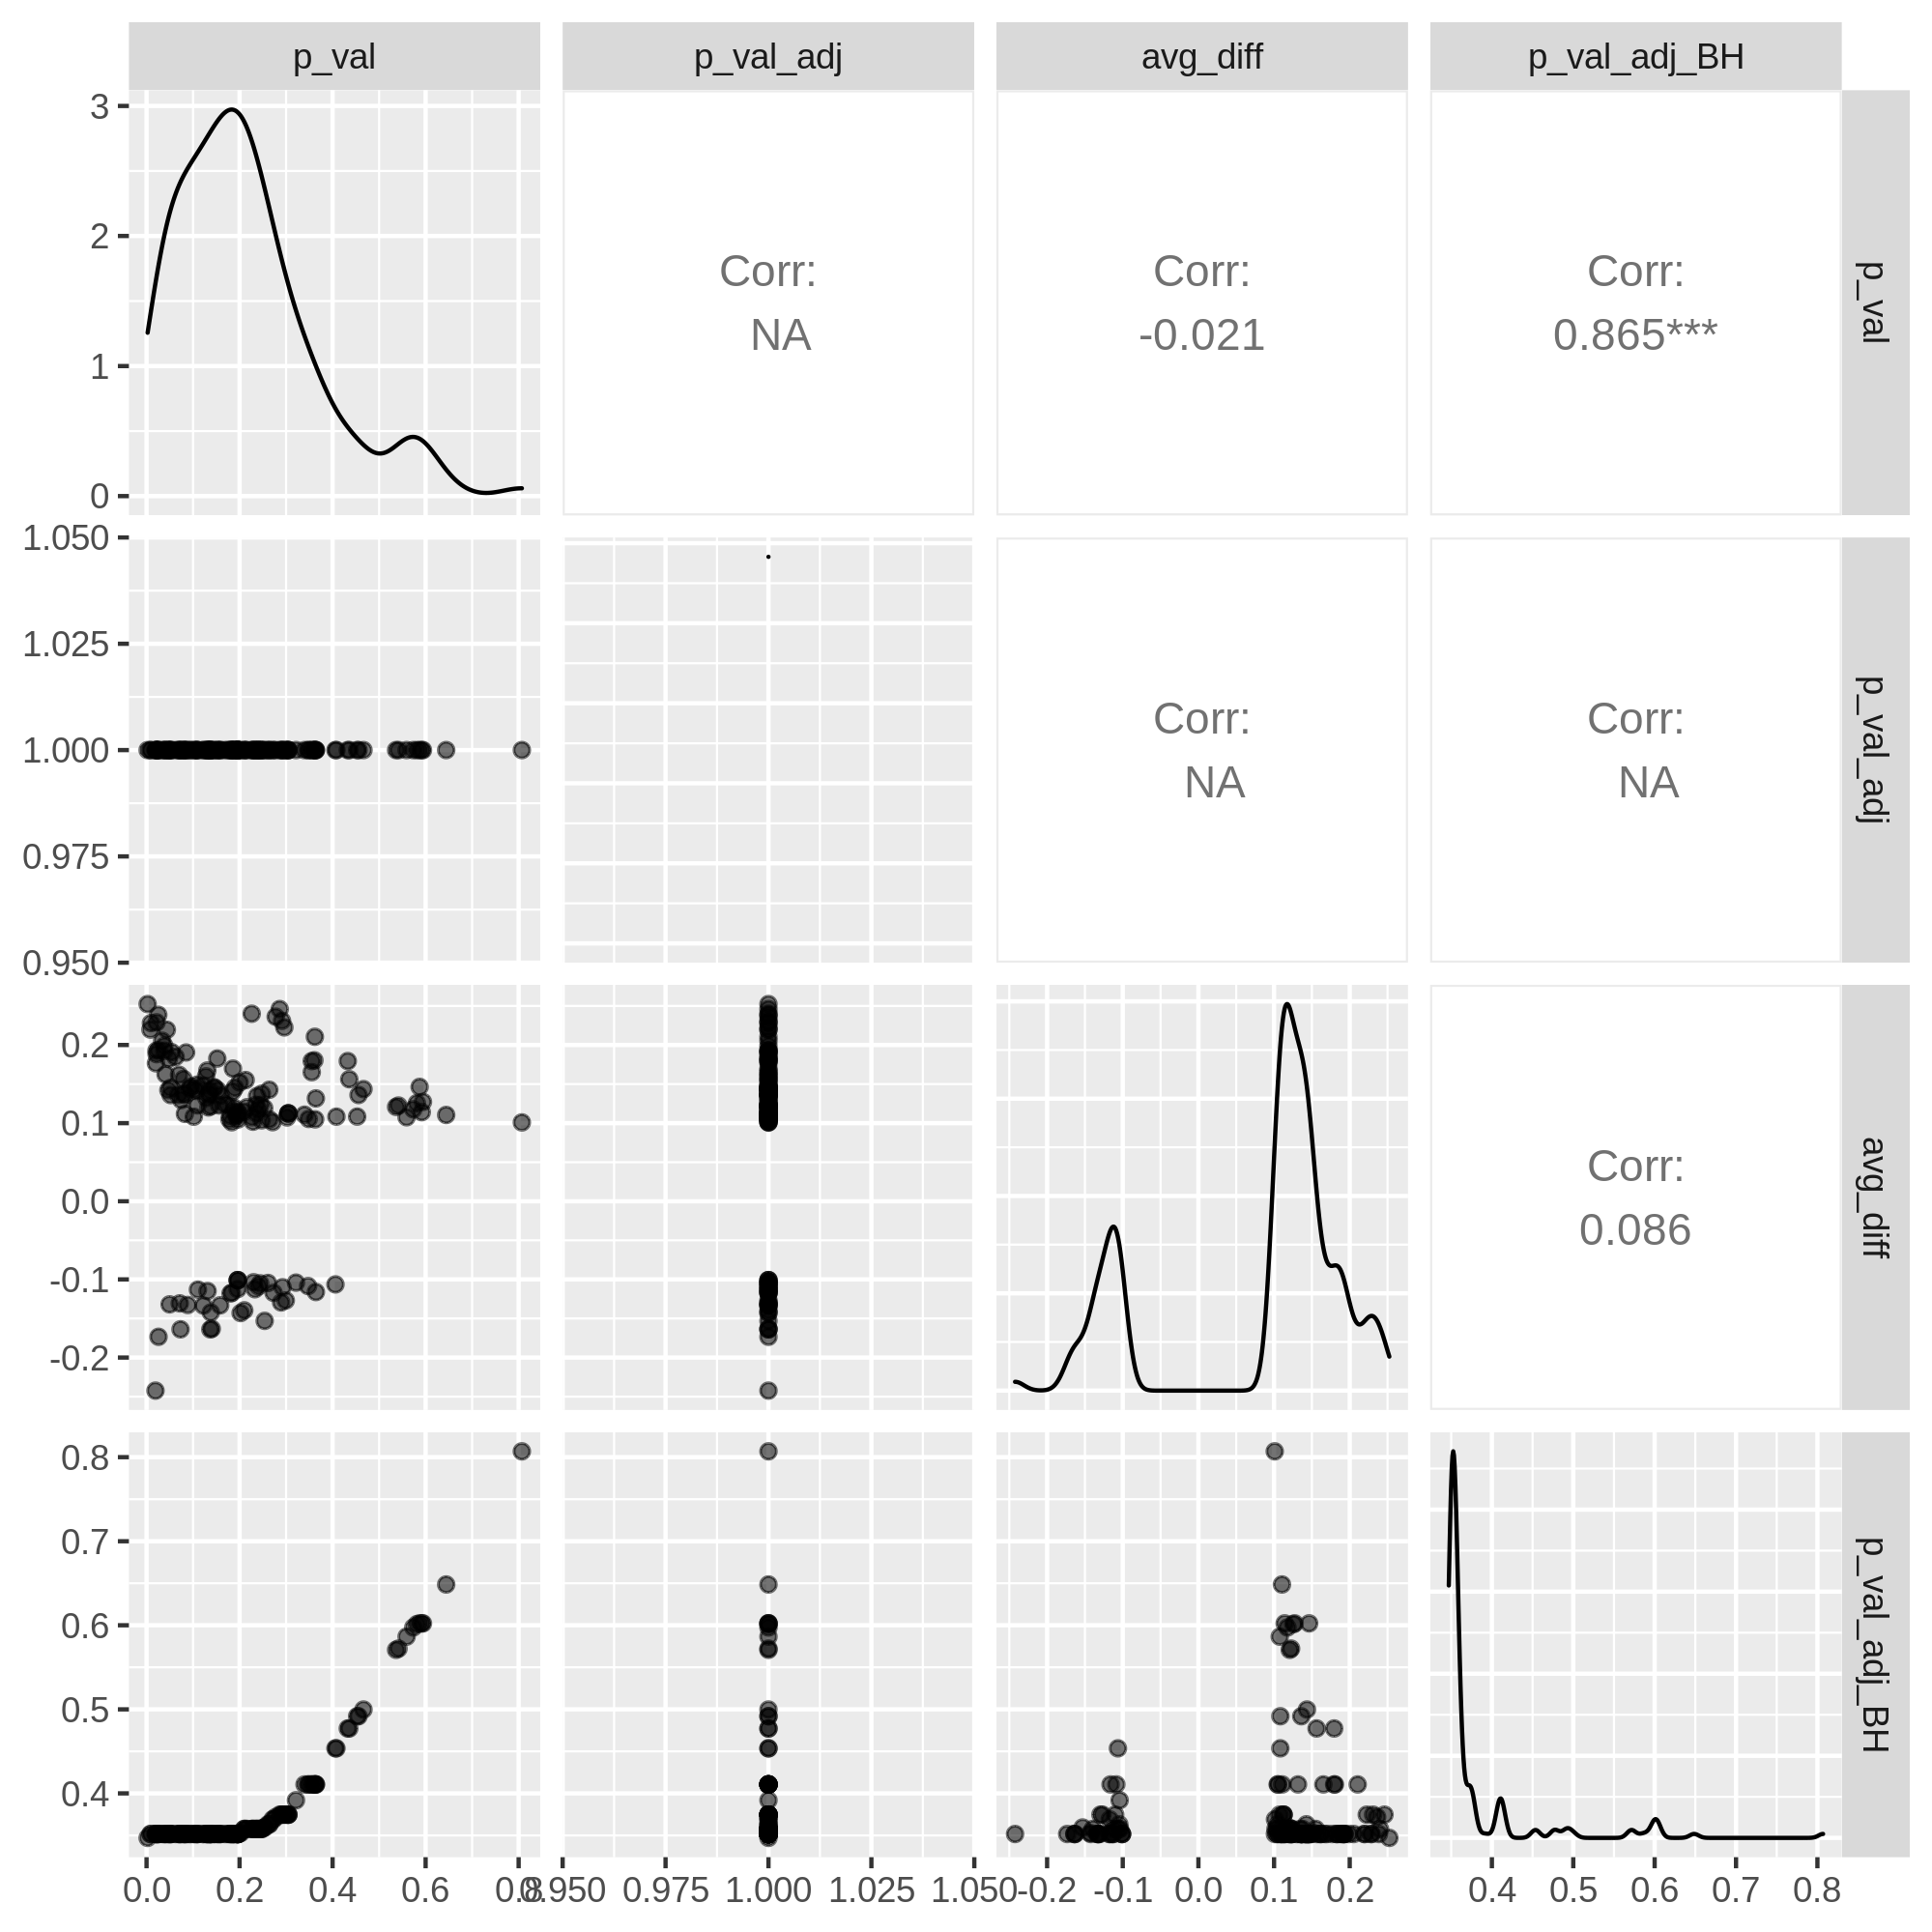 p_val p_val_adj avg_diff p_val_adj_BH
3
2
1
0
Corr:
NA
Corr:
-0.021
Corr:
0.865***
p_val
1.050
1.025
1.000
0.975
0.950
Corr:
NA
Corr:
NA
p_val_adj
0.2
0.1
0.0
-0.1
-0.2
Corr:
0.086
avg_diff
0.8
0.7
0.6
0.5
0.4
p_val_adj_BH
0.0 0.2 0.4 0.6 0.8
0.950 0.975 1.000 1.025 1.050
-0.2 -0.1 0.0 0.1 0.2
0.4 0.5 0.6 0.7 0.8